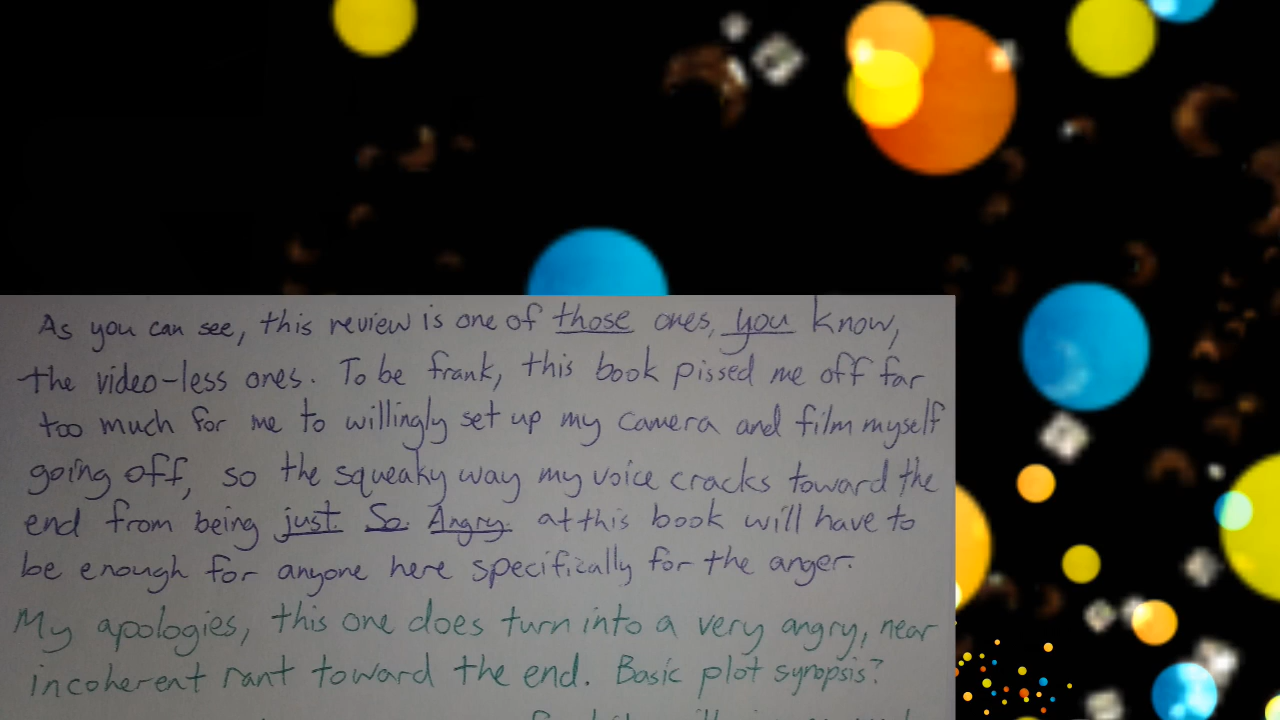 As you can see, this review is one of those ones, you know,
the video-less ones. To be frank, this book pissed me off far
too much for me to willingly set up my camera and film myself
going off, so the squeaky way my voice cracks toward the
end from being just. So. Angry. at this book will have to
be enough for anyone here specifically for the anger.
My apologies, this one does turn into a very angry, near
incoherent rant toward the end. Basic plot synopsis?